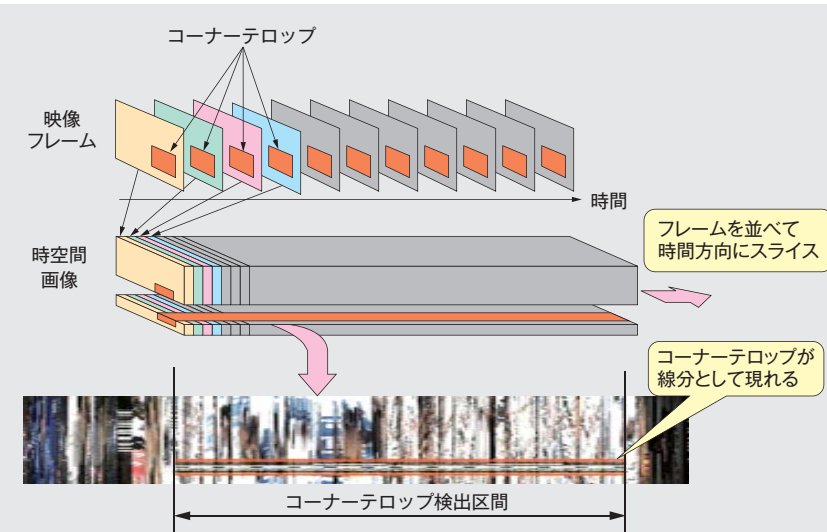 コーナーテロップ
映像
フレーム
時間
時空間
画像
フレームを並べて
時間方向にスライス
コーナーテロップが
線分として現れる
コーナーテロップ検出区間